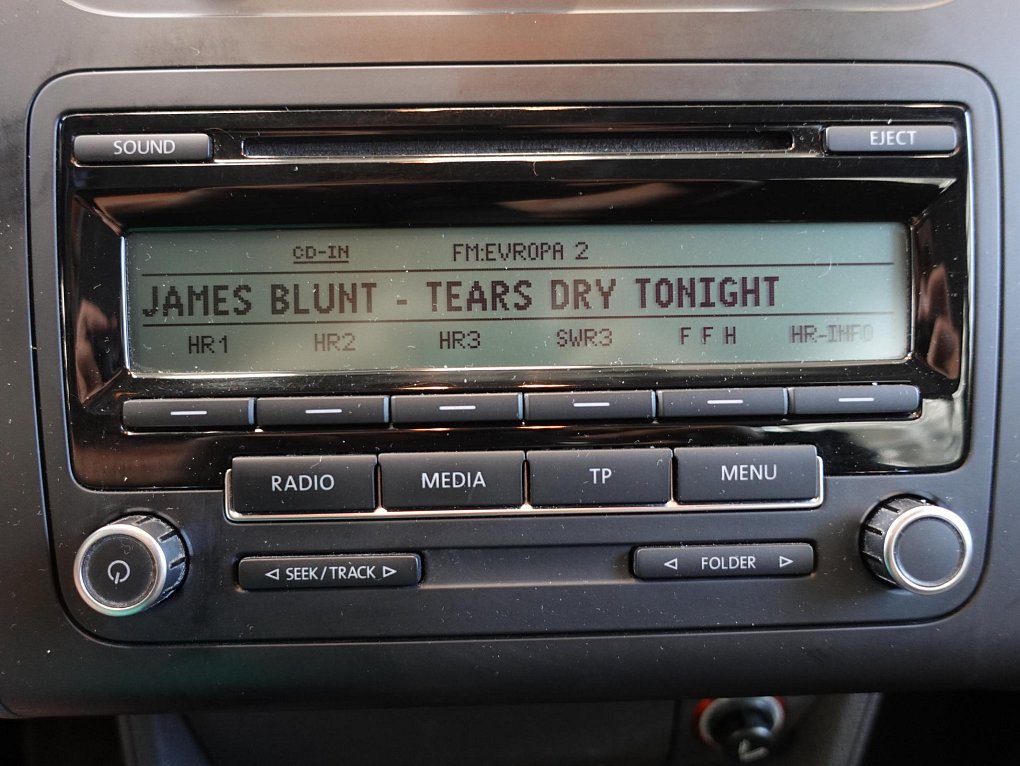 SOUND EJECT
CD-IN FM:EVROPA 2
JAMES BLUNT - TEARS DRY TONIGHT
HR1 HR2 HR3 SWR3 F F H HR-INFO
RADIO MEDIA TP MENU
SEEK/TRACK FOLDER